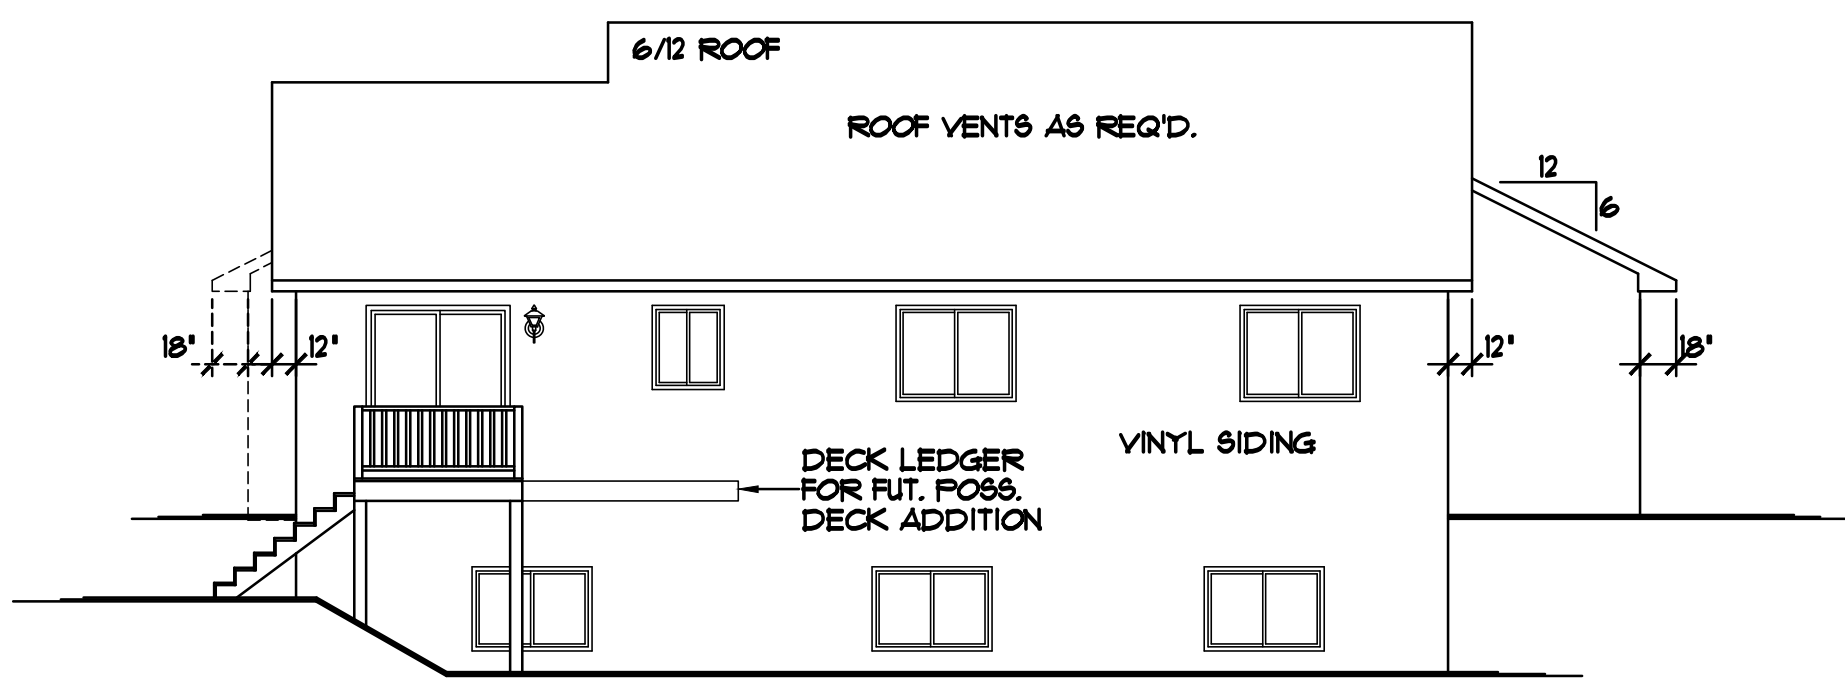 6/12 ROOF
ROOF VENTS AS REQ'D.
12
6
18"
12"
12"
18"
VINYL SIDING
DECK LEDGER
FOR FUT. POSS.
DECK ADDITION